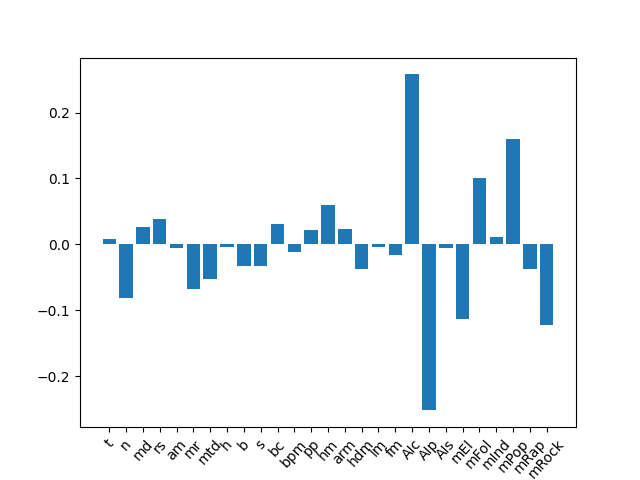 0.2
0.1
0.0
−0.1
−0.2
t
n
md
rs
am
mr
mtd
h
b
s
bc
bpm
pp
hm
arm
hdm
lm
fm
Alc
Alp
Als
mEl
mFol
mInd
mPop
mRap
mRock